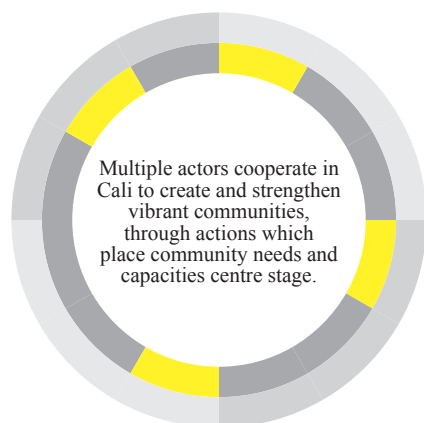 Multiple actors cooperate in
Cali to create and strengthen
vibrant communities,
through actions which
place community needs and
capacities centre stage.